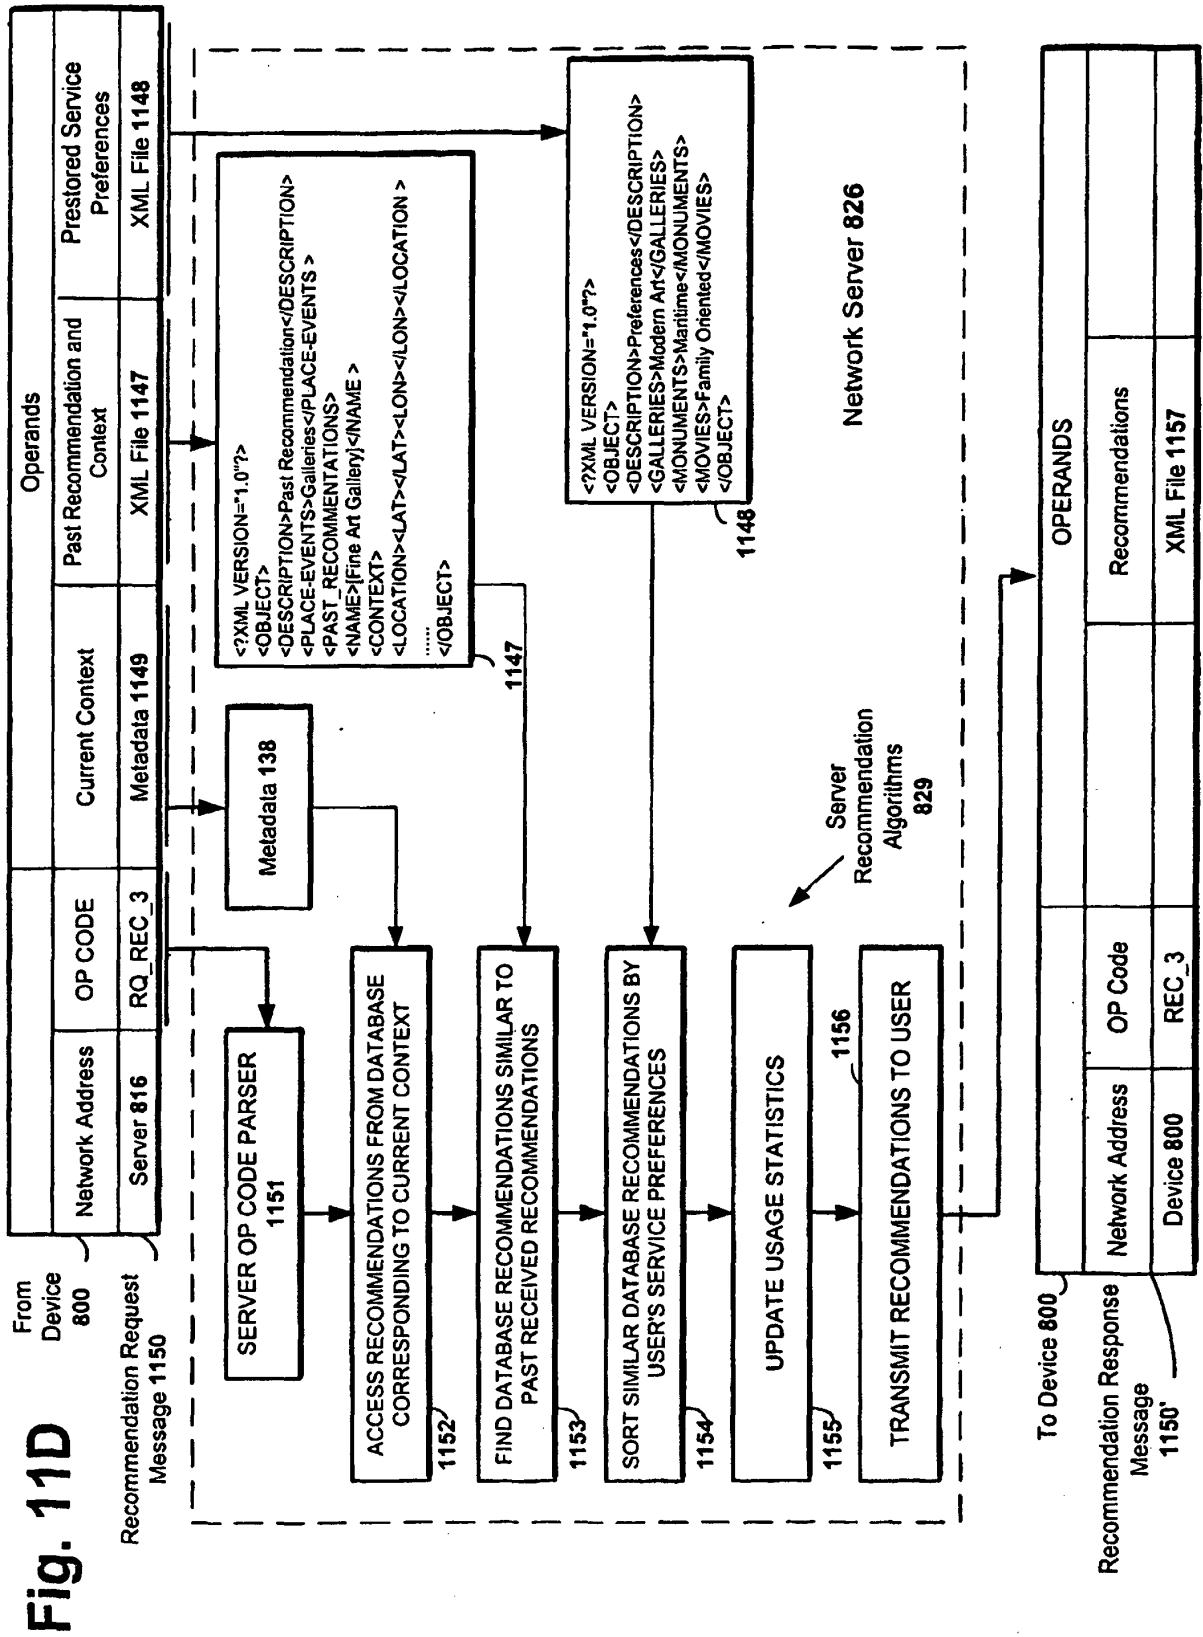 Fig. 11D
From
Device
800
Recommendation Request
Message 1150
Operands
Network Address
OP CODE
Current Context
Past Recommendation and
Context
Prestored Service
Preferences
Server 816
RQ_REC_3
Metadata 1149
XML File 1147
XML File 1148
SERVER OP CODE PARSER
1151
Metadata 138
<?XML VERSION="1.0"?>
<OBJECT>
<DESCRIPTION>Past Recommendation</DESCRIPTION>
<PLACE-EVENTS>Galleries</PLACE-EVENTS >
<PAST_RECOMMENTATIONS>
<NAME>[Fine Art Gallery]</NAME >
<CONTEXT>
<LOCATION><LAT></LAT><LON></LON></LOCATION >
......
</OBJECT>
1147
<?XML VERSION="1.0"?>
<OBJECT>
<DESCRIPTION>Preferences</DESCRIPTION>
<GALLERIES>Modern Art</GALLERIES>
<MONUMENTS>Maritime</MONUMENTS>
<MOVIES>Family Oriented</MOVIES>
</OBJECT>
1148
ACCESS RECOMMENDATIONS FROM DATABASE
CORRESPONDING TO CURRENT CONTEXT
1152
FIND DATABASE RECOMMENDATIONS SIMILAR TO
PAST RECEIVED RECOMMENDATIONS
1153
SORT SIMILAR DATABASE RECOMMENDATIONS BY
USER'S SERVICE PREFERENCES
1154
UPDATE USAGE STATISTICS
1155
TRANSMIT RECOMMENDATIONS TO USER
1156
Server
Recommendation
Algorithms
829
Network Server 826
To Device 800
Recommendation Response
Message
1150'
OPERANDS
Network Address
OP Code
Recommendations
Device 800
REC_3
XML File 1157